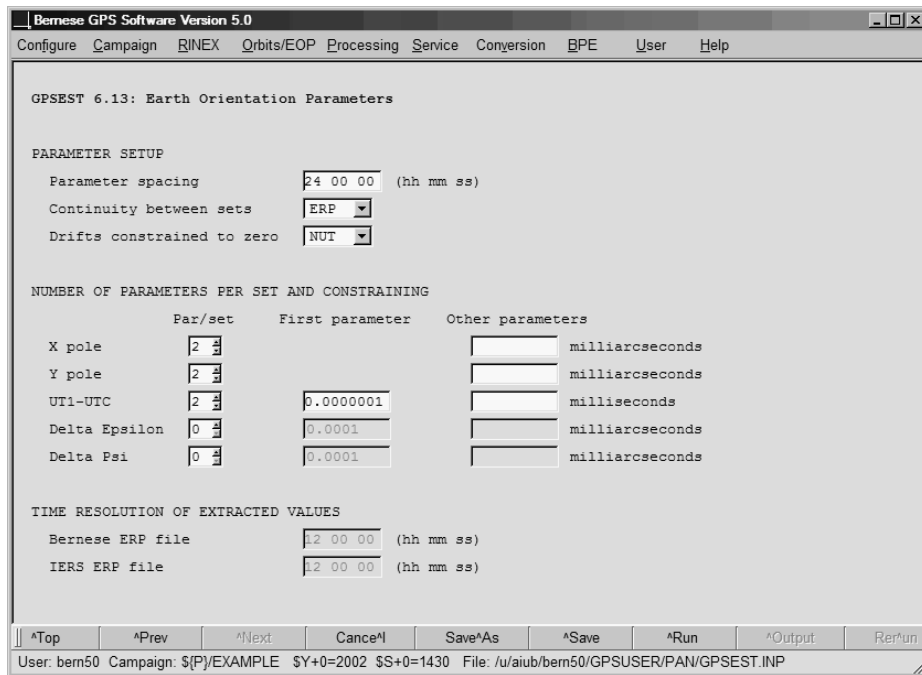 Bernese GPS Software Version 5.0
Configure Campaign RINEX Orbits/EOP Processing Service Conversion BPE User Help
GPSEST 6.13: Earth Orientation Parameters
PARAMETER SETUP
Parameter spacing 24 00 00 (hh mm ss)
Continuity between sets ERP
Drifts constrained to zero NUT
NUMBER OF PARAMETERS PER SET AND CONSTRAINING
Par/set First parameter Other parameters
X pole 2 milliarcseconds
Y pole 2 milliarcseconds
UT1-UTC 2 0.0000001 milliseconds
Delta Epsilon 0 0.0001 milliarcseconds
Delta Psi 0 0.0001 milliarcseconds
TIME RESOLUTION OF EXTRACTED VALUES
Bernese ERP file 12 00 00 (hh mm ss)
IERS ERP file 12 00 00 (hh mm ss)
^Top ^Prev ^Next Cance^l Save^As ^Save ^Run ^Output Rer^un
User: bern50 Campaign: ${P}/EXAMPLE $Y+0=2002 $S+0=1430 File: /u/aiub/bern50/GPSUSER/PAN/GPSEST.INP